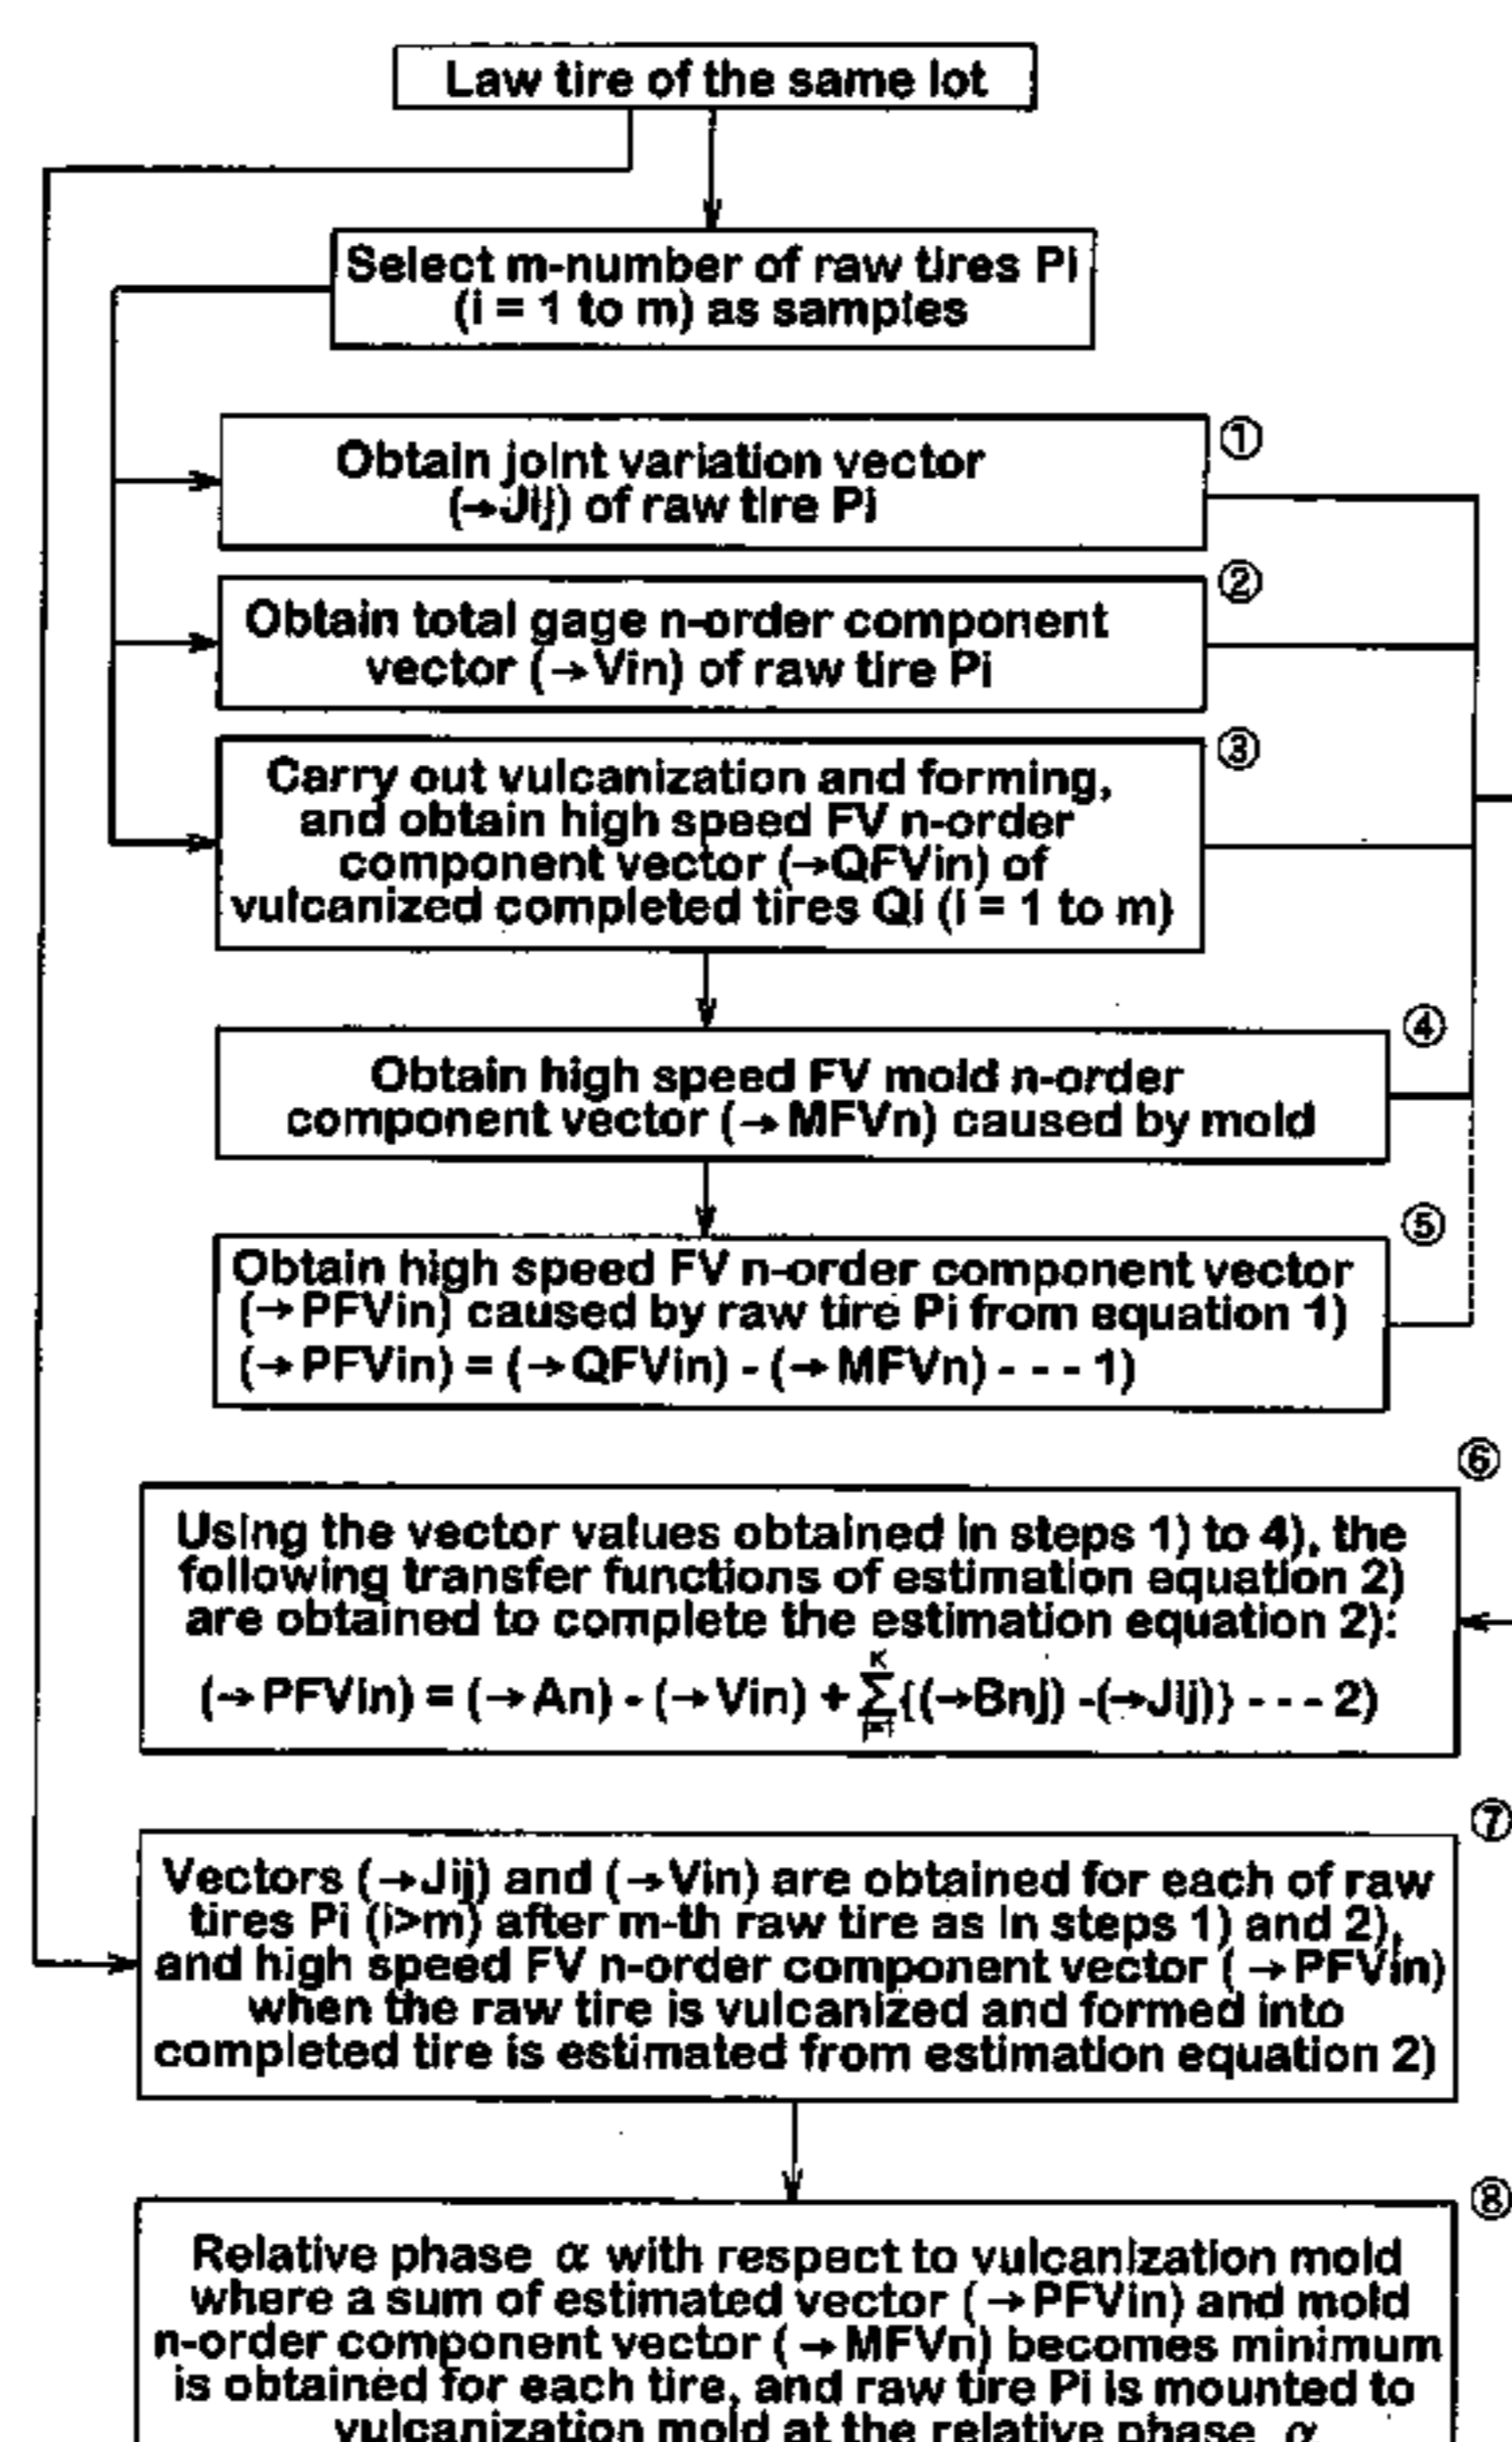 Law tire of the same lot
Select m-number of raw tires Pi
(i = 1 to m) as samples
①
Obtain joint variation vector
(→Jij) of raw tire Pi
②
Obtain total gage n-order component
vector (→Vin) of raw tire Pi
③
Carry out vulcanization and forming,
and obtain high speed FV n-order
component vector (→QFVin) of
vulcanized completed tires Qi (i = 1 to m)
④
Obtain high speed FV mold n-order
component vector (→MFVn) caused by mold
⑤
Obtain high speed FV n-order component vector
(→PFVin) caused by raw tire Pi from equation 1)
(→PFVin) = (→QFVin) - (→MFVn) - - - 1)
⑥
Using the vector values obtained in steps 1) to 4), the
following transfer functions of estimation equation 2)
are obtained to complete the estimation equation 2):
(→PFVin) = (→An) - (→Vin) + K∑j=1{(→Bnj) -(→Jij)} - - - 2)
⑦
Vectors (→Jij) and (→Vin) are obtained for each of raw
tires Pi (i>m) after m-th raw tire as in steps 1) and 2),
and high speed FV n-order component vector (→PFVin)
when the raw tire is vulcanized and formed into
completed tire is estimated from estimation equation 2)
⑧
Relative phase α with respect to vulcanization mold
where a sum of estimated vector (→PFVin) and mold
n-order component vector (→MFVn) becomes minimum
is obtained for each tire, and raw tire Pi is mounted to
vulcanization mold at the relative phase α